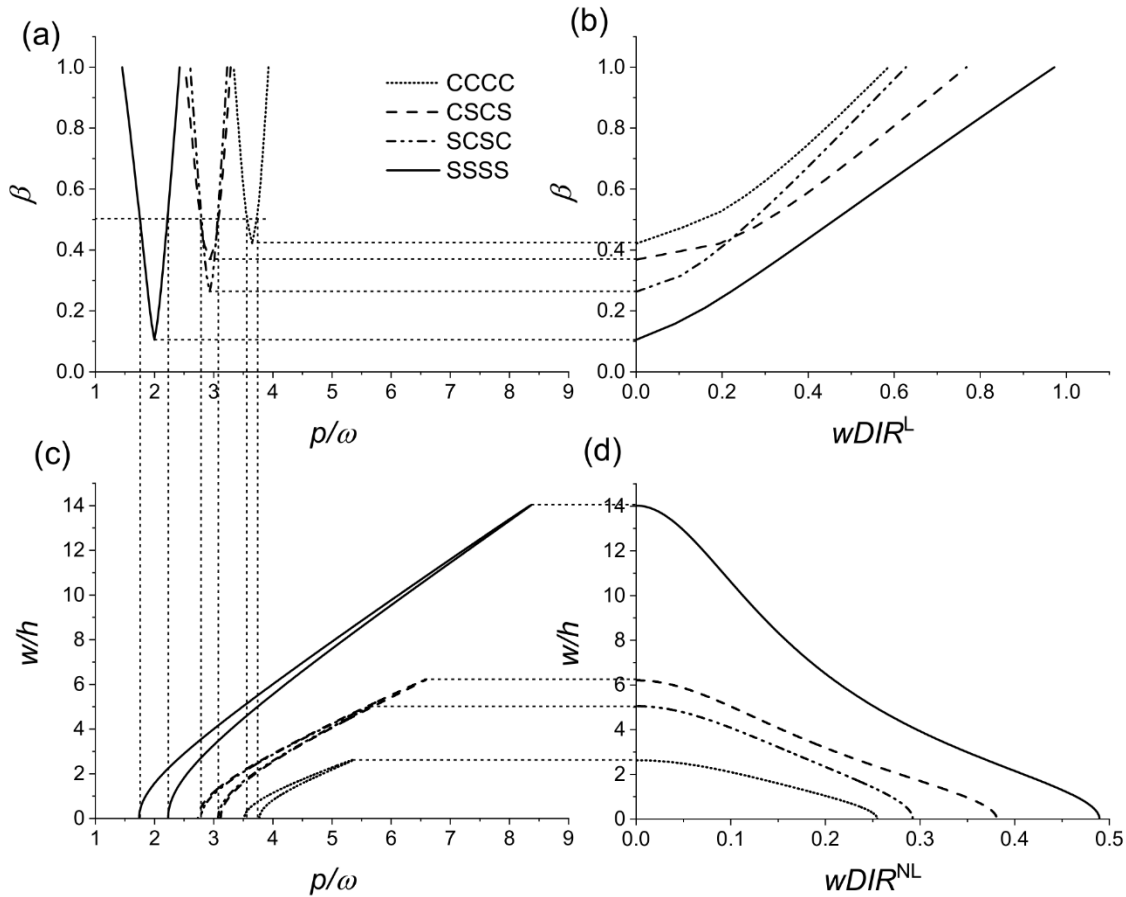 (a)
1.0
0.8
0.6
0.4
0.2
0.0
β
1 2 3 4 5 6 7 8 9
p/ω
CCCC
CSCS
SCSC
SSSS
(b)
1.0
0.8
0.6
0.4
0.2
0.0
β
0.0 0.2 0.4 0.6 0.8 1.0
wDIR^L
(c)
14
12
10
8
6
4
2
0
w/h
1 2 3 4 5 6 7 8 9
p/ω
(d)
14
12
10
8
6
4
2
0
w/h
0.0 0.1 0.2 0.3 0.4 0.5
wDIR^NL